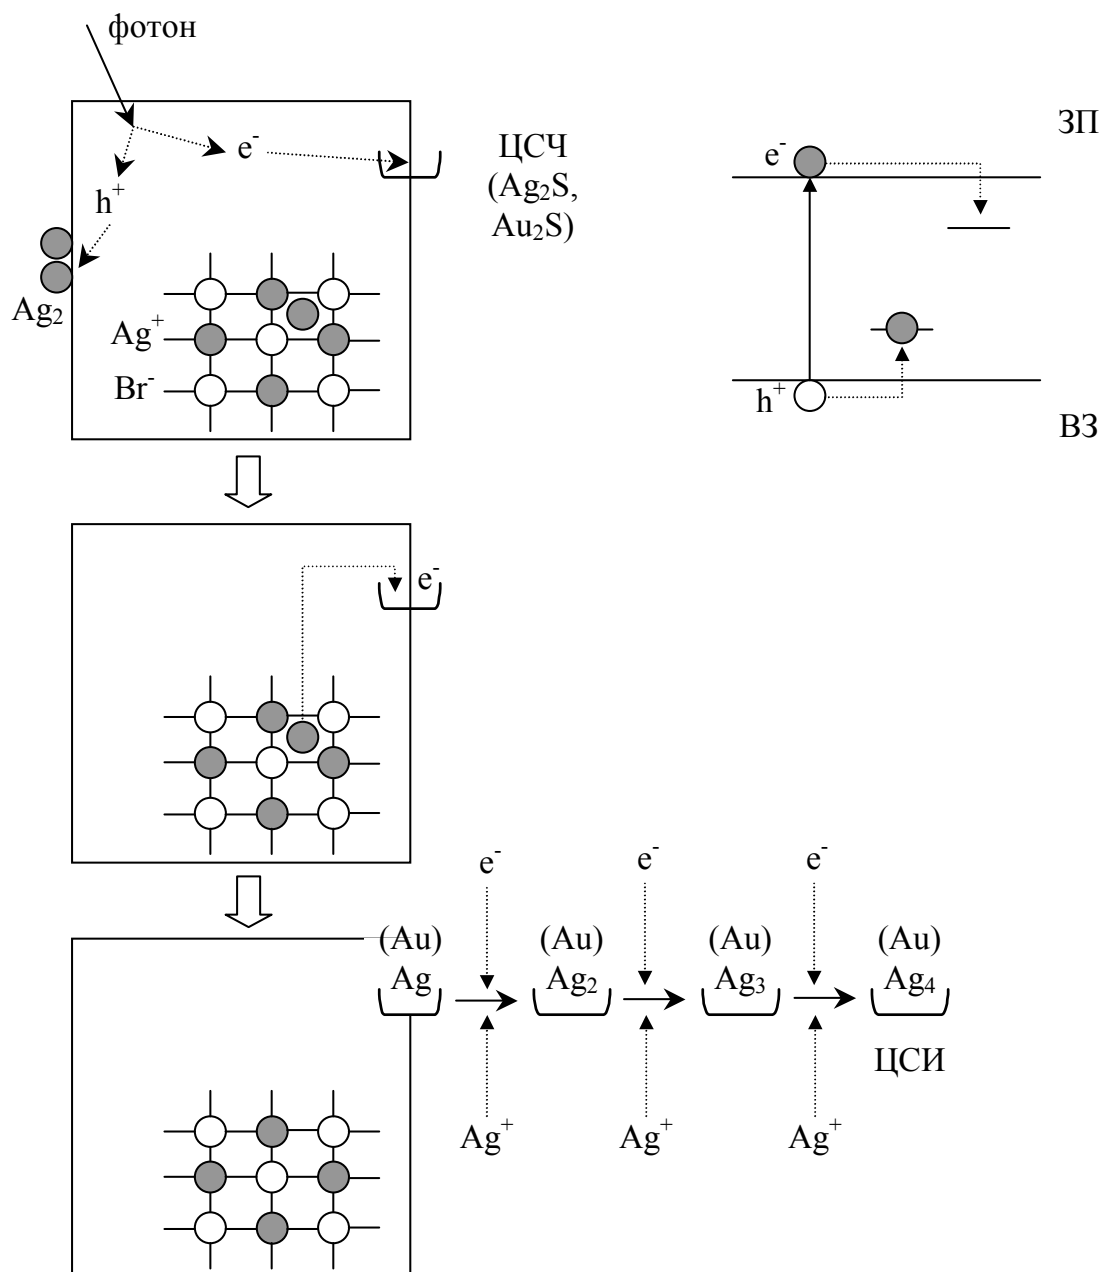 фотон
e⁻
h⁺
Ag₂
Ag⁺
Br⁻
ЦСЧ
(Ag₂S,
Au₂S)
ЗП
e⁻
h⁺
ВЗ
e⁻
e⁻
e⁻
e⁻
(Au)
Ag
(Au)
Ag₂
(Au)
Ag₃
(Au)
Ag₄
ЦСИ
Ag⁺
Ag⁺
Ag⁺